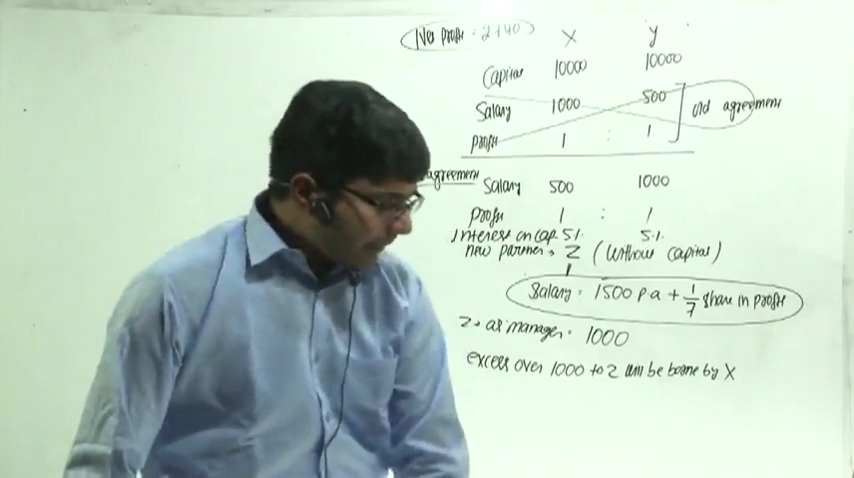 Net profit : 2740 X Y
Capital 10000 10000
Salary 1000 500 old agreement
Profit 1 : 1
agreement Salary 500 1000
Profit 1 : 1
Interest on cap. 5% 5%
new partner, Z (without capital)
Salary = 1500 p a + 1/7 share in profit
Z as manager = 1000
excess over 1000 to Z will be borne by X